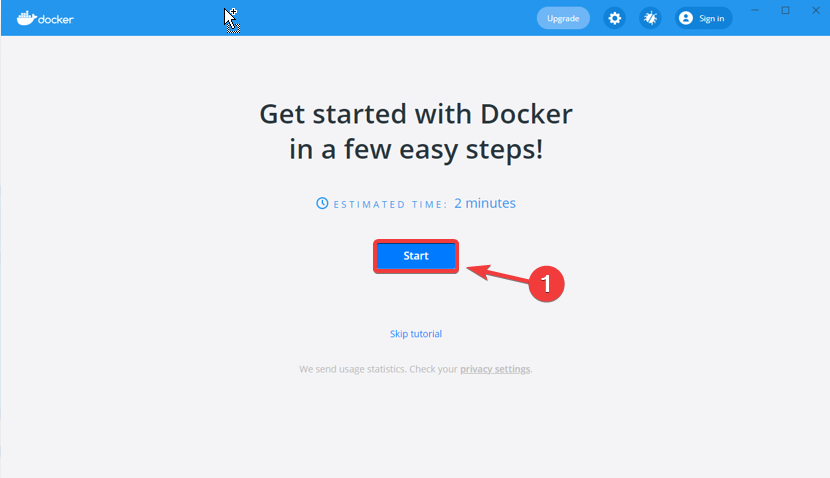 docker
Upgrade
Sign in
Get started with Docker
in a few easy steps!
ESTIMATED TIME: 2 minutes
Start
1
Skip tutorial
We send usage statistics. Check your privacy settings.